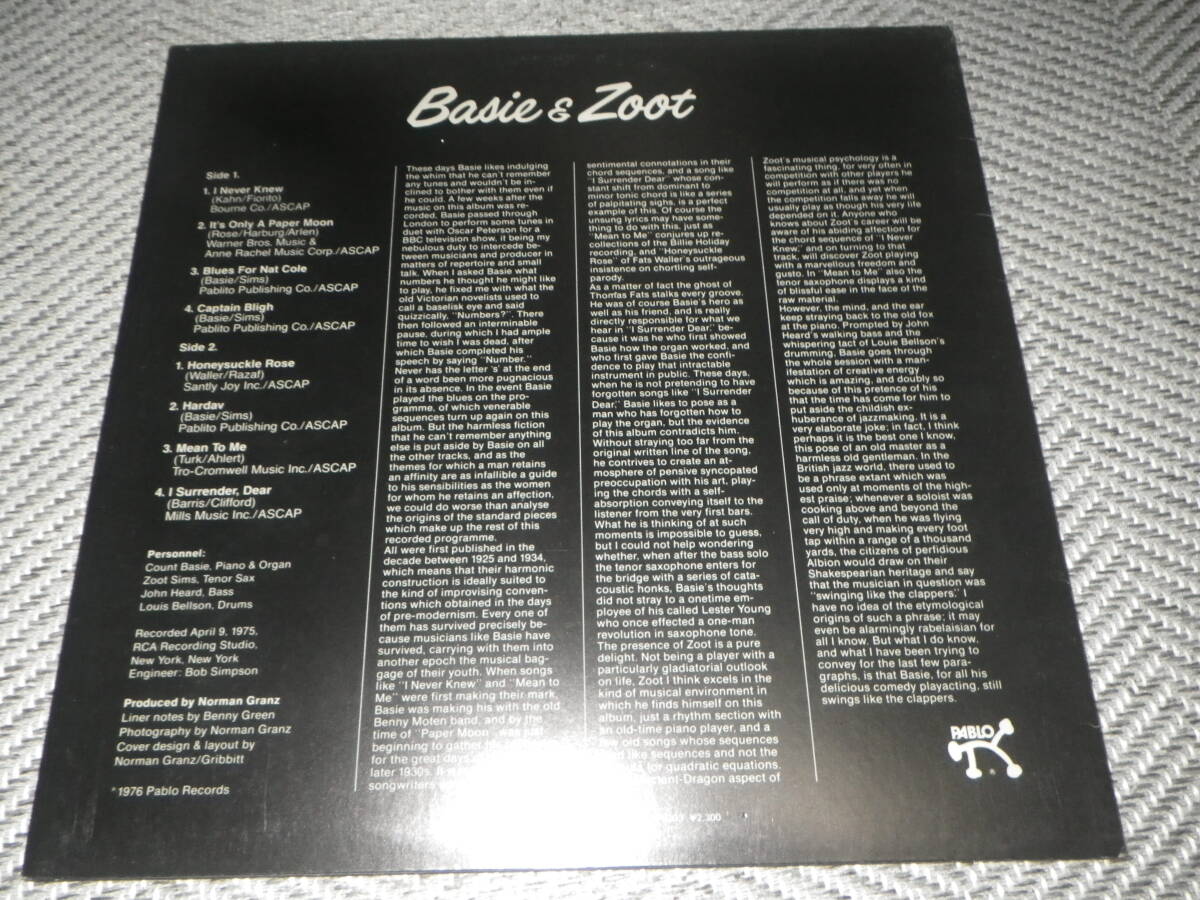 Basie & Zoot
Side 1.
1. I Never Knew
(Kahn/Fiorito)
Bourne Co./ASCAP
2. It's Only A Paper Moon
(Rose/Harburg/Arlen)
Warner Bros. Music &
Anne Rachel Music Corp./ASCAP
3. Blues For Nat Cole
(Basie/Sims)
Pablito Publishing Co./ASCAP
4. Captain Bligh
(Basie/Sims)
Pablito Publishing Co./ASCAP
Side 2.
1. Honeysuckle Rose
(Waller/Razaf)
Santly Joy Inc./ASCAP
2. Hardav
(Basie/Sims)
Pablito Publishing Co./ASCAP
3. Mean To Me
(Turk/Ahlert)
Tro-Cromwell Music Inc./ASCAP
4. I Surrender, Dear
(Barris/Clifford)
Mills Music Inc./ASCAP
Personnel:
Count Basie, Piano & Organ
Zoot Sims, Tenor Sax
John Heard, Bass
Louis Bellson, Drums
Recorded April 9, 1975,
RCA Recording Studio,
New York, New York
Engineer: Bob Simpson
Produced by Norman Granz
Liner notes by Benny Green
Photography by Norman Granz
Cover design & layout by
Norman Granz/Gribbitt
1976 Pablo Records
These days Basie likes indulging
the whim that he can't remember
any tunes and wouldn't be in-
clined to bother with them even if
he could. A few weeks after the
music on this album was re-
corded, Basie passed through
London to perform some tunes in
duet with Oscar Peterson for a
BBC television show, it being my
nebulous duty to intercede be-
tween musicians and producer in
matters of repertoire and small
talk. When I asked Basie what
numbers he thought he might like
to play, he fixed me with what the
old Victorian novelists used to
call a baselisk eye and said
quizzically, "Numbers?". There
then followed an interminable
pause, during which I had ample
time to wish I was dead, after
which Basie completed his
speech by saying "Number."
Never has the letter 's' at the end
of a word been more pugnacious
in its absence. In the event Basie
played the blues on the pro-
gramme, of which venerable
sequences turn up again on this
album. But the harmless fiction
that he can't remember anything
else is put aside by Basie on all
the other tracks, and as the
themes for which a man retains
an affinity are as infallible a guide
to his sensibilities as the women
for whom he retains an affection,
we could do worse than analyse
the origins of the standard pieces
which make up the rest of this
recorded programme.
All were first published in the
decade between 1925 and 1934,
which means that their harmonic
construction is ideally suited to
the kind of improvising conven-
tions which obtained in the days
of pre-modernism. Every one of
them has survived precisely be-
cause musicians like Basie have
survived, carrying with them into
another epoch the musical bag-
gage of their youth. When songs
like "I Never Knew" and "Mean to
Me" were first making their mark,
Basie was making his with the old
Benny Moten band, and by the
time of "Paper Moon" was just
beginning to gather
for the great days
later 1930s.
songwriters
sentimental connotations in their
chord sequences, and a song like
"I Surrender Dear" whose con-
stant shift from dominant to
minor tonic chord is like a series
of palpitating sighs, is a perfect
example of this. Of course the
unsung lyrics may have some-
thing to do with this, just as
"Mean to Me" conjures up re-
collections of the Billie Holiday
recording, and "Honeysuckle
Rose" of Fats Waller's outrageous
insistence on chortling self-
parody.
As a matter of fact the ghost of
Thomas Fats stalks every groove.
He was of course Basie's hero as
well as his friend, and is really
directly responsible for what we
hear in "I Surrender Dear," be-
cause it was he who first showed
Basie how the organ worked, and
who first gave Basie the confi-
dence to play that intractable
instrument in public. These days,
when he is not pretending to have
forgotten songs like "I Surrender
Dear," Basie likes to pose as a
man who has forgotten how to
play the organ, but the evidence
of this album contradicts him.
Without straying too far from the
original written line of the song,
he contrives to create an at-
mosphere of pensive syncopated
preoccupation with his art, play-
ing the chords with a self-
absorption conveying itself to the
listener from the very first bars.
What he is thinking of at such
moments is impossible to guess,
but I could not help wondering
whether, when after the bass solo
the tenor saxophone enters for
the bridge with a series of cata-
coustic honks, Basie's thoughts
did not stray to a onetime em-
ployee of his called Lester Young
who once effected a one-man
revolution in saxophone tone.
The presence of Zoot is a pure
delight. Not being a player with a
particularly gladiatorial outlook
on life, Zoot I think excels in the
kind of musical environment in
which he finds himself on this
album, just a rhythm section with
an old-time piano player, and a
few old songs whose sequences
like sequences and not the
for quadratic equations.
-Dragon aspect of
Zoot's musical psychology is a
fascinating thing, for very often in
competition with other players he
will perform as if there was no
competition at all, and yet when
the competition falls away he will
usually play as though his very life
depended on it. Anyone who
knows about Zoot's career will be
aware of his abiding affection for
the chord sequence of "I Never
Knew," and on turning to that
track, will discover Zoot playing
with a marvellous freedom and
gusto. In "Mean to Me" also the
tenor saxophone displays a kind
of blissful ease in the face of the
raw material.
However, the mind, and the ear
keep straying back to the old fox
at the piano. Prompted by John
Heard's walking bass and the
whispering tact of Louie Bellson's
drumming, Basie goes through
the whole session with a man-
ifestation of creative energy
which is amazing, and doubly so
because of this pretence of his
that the time has come for him to
put aside the childish ex-
huberance of jazzmaking. It is a
very elaborate joke; in fact, I think
perhaps it is the best one I know,
this pose of an old master as a
harmless old gentleman. In the
British jazz world, there used to
be a phrase extant which was
used only at moments of the high-
est praise; whenever a soloist was
cooking above and beyond the
call of duty, when he was flying
very high and making every foot
tap within a range of a thousand
yards, the citizens of perfidious
Albion would draw on their
Shakespearian heritage and say
that the musician in question was
"swinging like the clappers." I
have no idea of the etymological
origins of such a phrase; it may
even be alarmingly rabelaisian for
all I know. But what I do know,
and what I have been trying to
convey for the last few para-
graphs, is that Basie, for all his
delicious comedy playacting, still
swings like the clappers.
PABLO
¥2,300